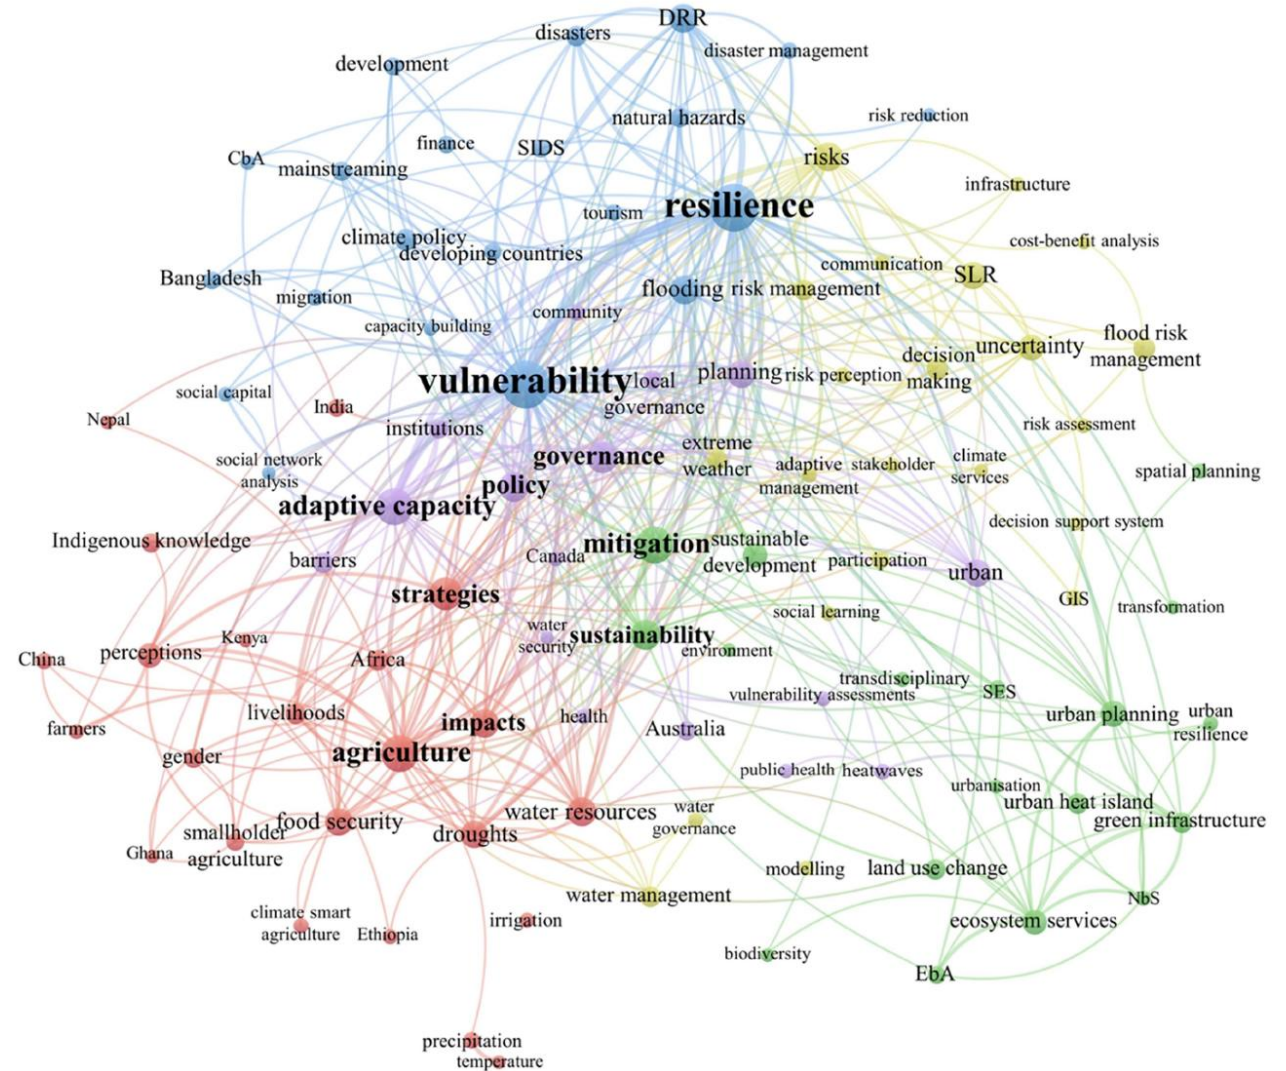 DRR
disasters
disaster management
development
natural hazards
risk reduction
finance
SIDS
CbA
mainstreaming
risks
infrastructure
resilience
tourism
climate policy
developing countries
cost-benefit analysis
communication
SLR
Bangladesh
migration
flooding
risk management
community
capacity building
flood risk
management
uncertainty
decision
making
vulnerability
local
governance
planning
risk perception
social capital
India
Nepal
institutions
risk assessment
extreme
weather
governance
social network
analysis
adaptive
management
stakeholder
climate
services
spatial planning
policy
adaptive capacity
decision support system
Indigenous knowledge
mitigation
sustainable
development
Canada
barriers
participation
urban
strategies
GIS
transformation
social learning
water
security
sustainability
Kenya
perceptions
China
Africa
environment
transdisciplinary
vulnerability assessments
SES
livelihoods
farmers
impacts
health
Australia
urban planning
urban
resilience
agriculture
gender
public health
heatwaves
urbanisation
urban heat island
green infrastructure
food security
water resources
droughts
water
governance
smallholder
agriculture
Ghana
modelling
land use change
water management
NbS
climate smart
agriculture
Ethiopia
irrigation
ecosystem services
biodiversity
EbA
precipitation
temperature